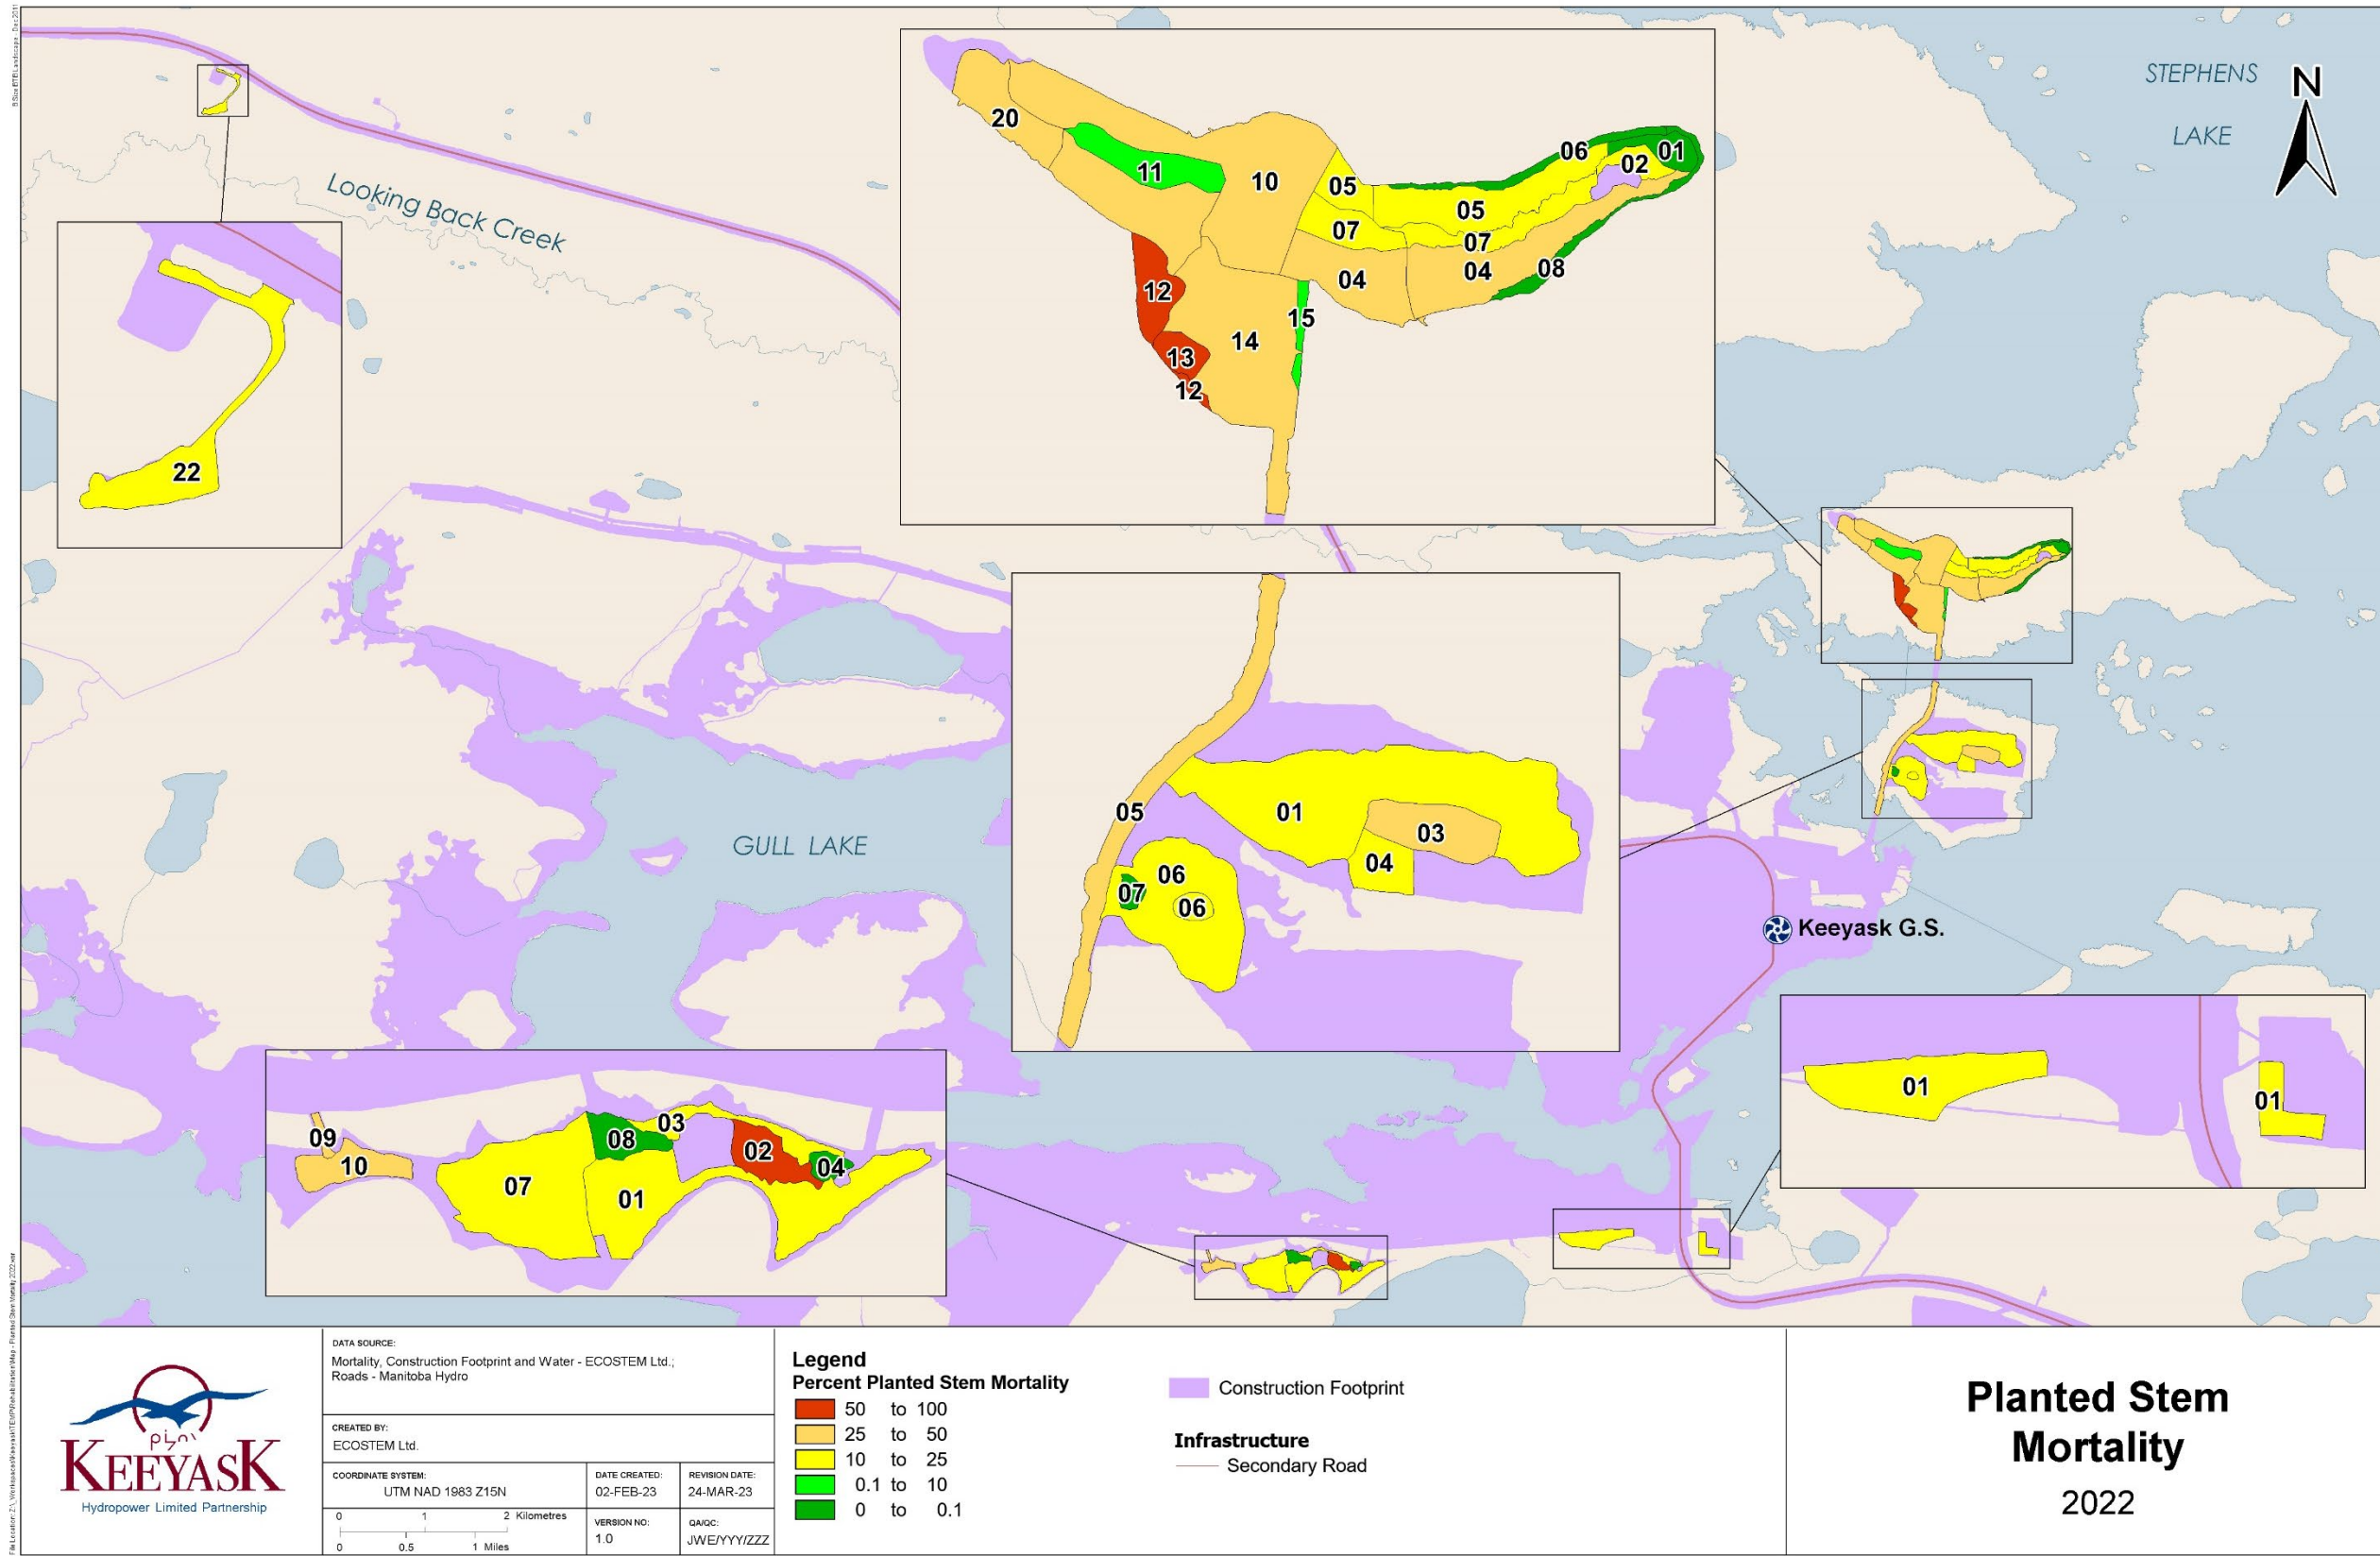 STEPHENS
LAKE
N
Looking Back Creek
20
11
10
05
05
07
07
04
04
06
02
01
08
12
13
12
14
15
22
GULL LAKE
05
01
03
04
06
07
06
Keeyask G.S.
01
01
09
10
07
08
03
01
02
04
KEEYASK
Hydropower Limited Partnership
DATA SOURCE:
Mortality, Construction Footprint and Water - ECOSTEM Ltd.;
Roads - Manitoba Hydro
CREATED BY:
ECOSTEM Ltd.
COORDINATE SYSTEM:
UTM NAD 1983 Z15N
DATE CREATED:
02-FEB-23
REVISION DATE:
24-MAR-23
0 1 2 Kilometres
0 0.5 1 Miles
VERSION NO:
1.0
QA/QC:
JWE/YYY/ZZZ
Legend
Percent Planted Stem Mortality
50 to 100
25 to 50
10 to 25
0.1 to 10
0 to 0.1
Construction Footprint
Infrastructure
Secondary Road
Planted Stem
Mortality
2022